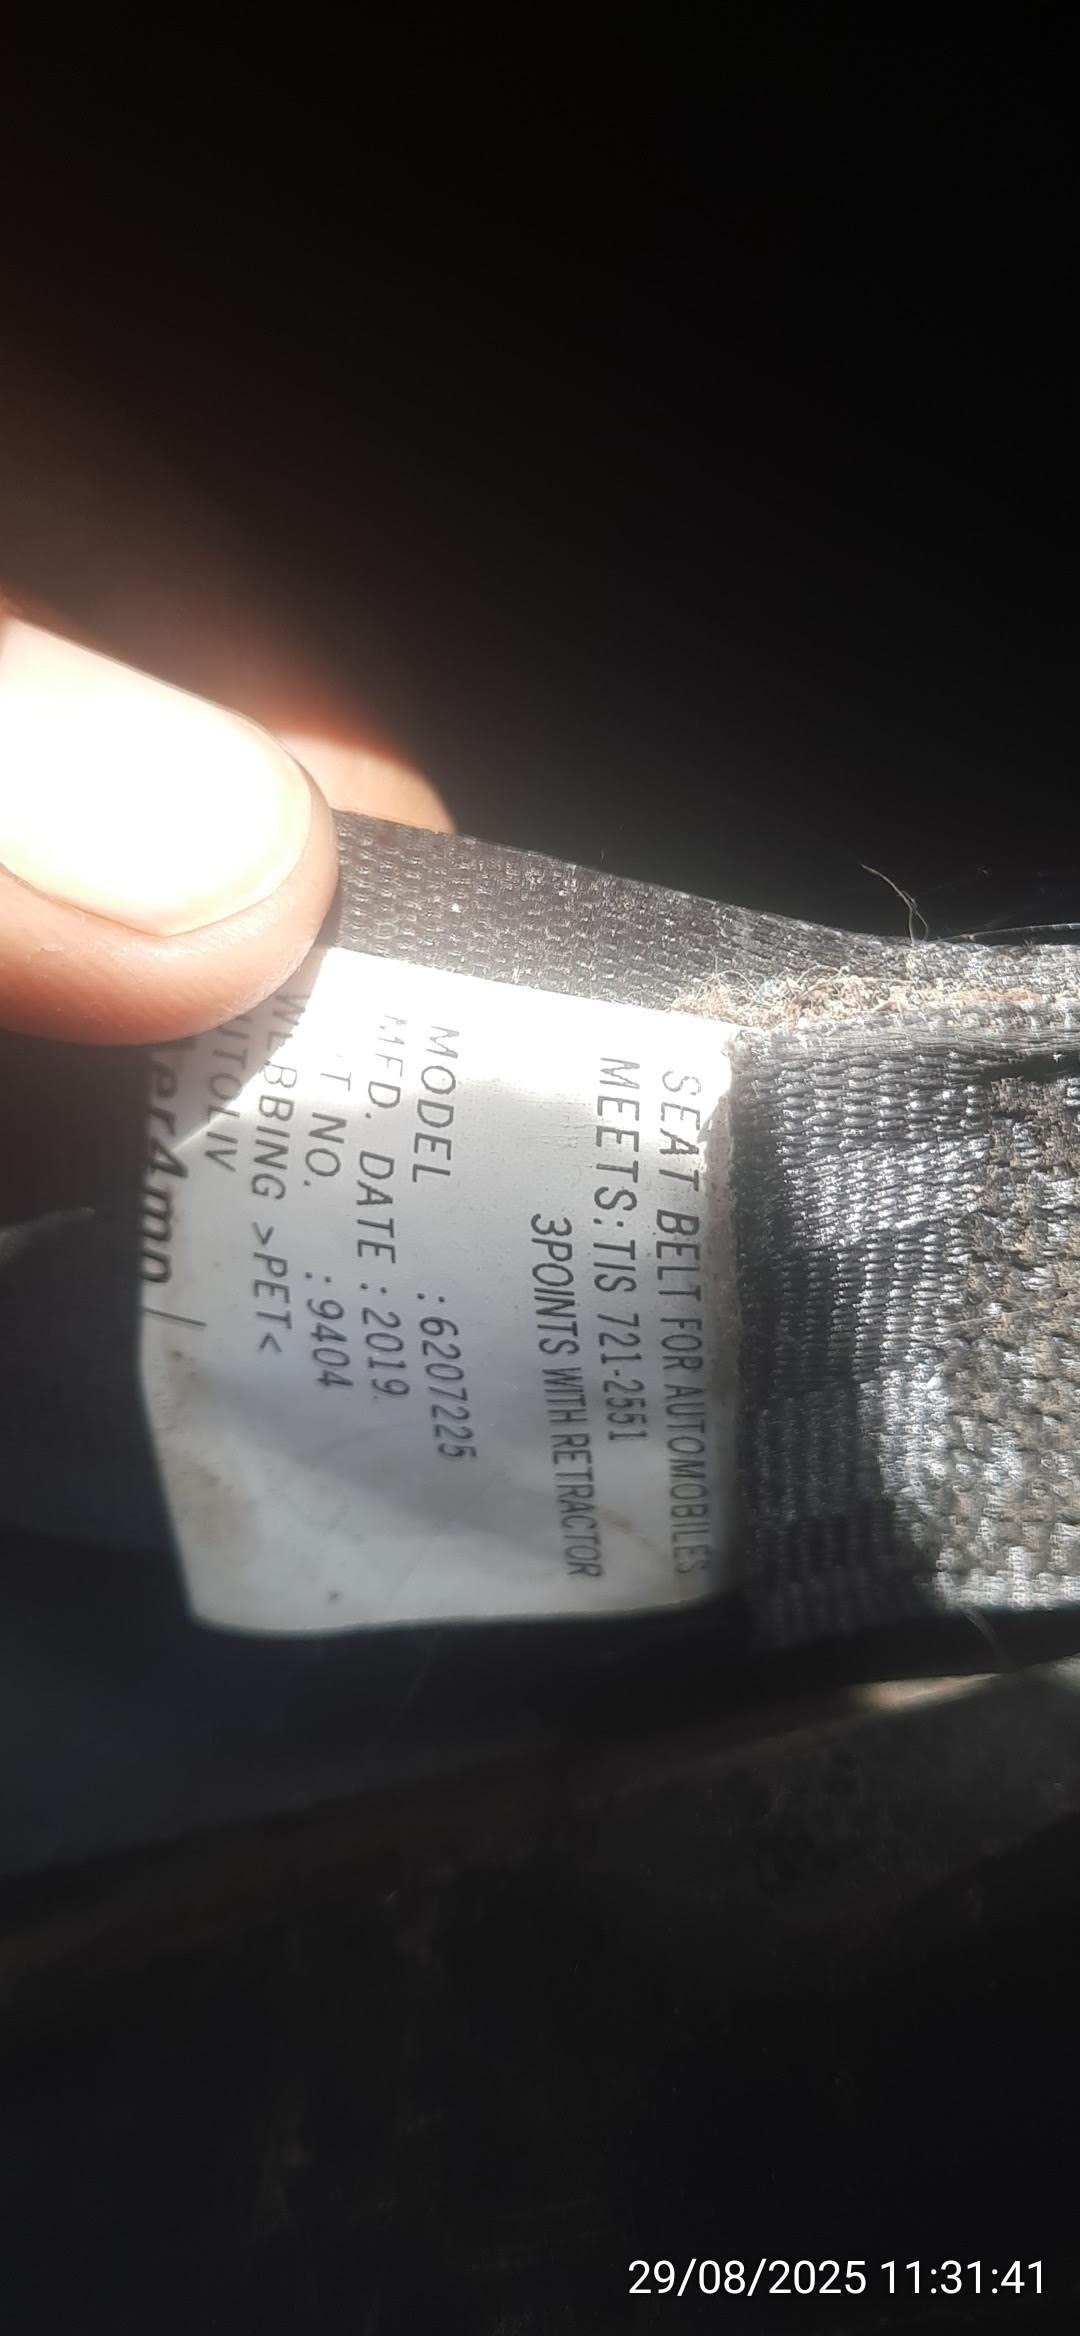 SEAT BELT FOR AUTOMOBILES
MEETS: TIS 721-2551
3POINTS WITH RETRACTOR
MODEL :6207225
MFD. DATE : 2019.
T NO. :9404
WEBBING >PET<
UTOLIV
29/08/2025 11:31:41